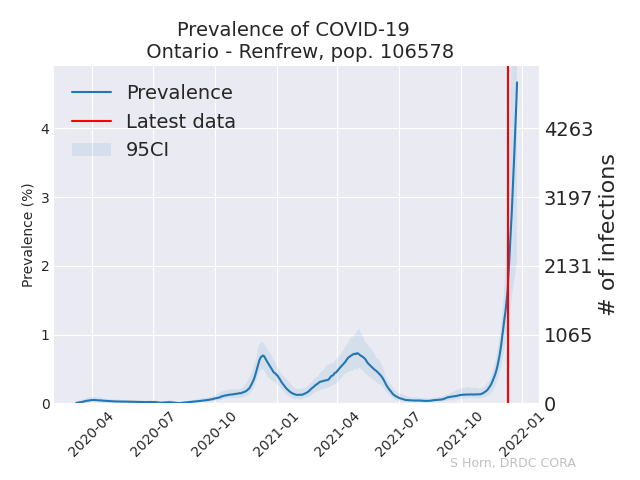 Prevalence of COVID-19
Ontario - Renfrew, pop. 106578
Prevalence
Latest data
95CI
Prevalence (%)
4
3
2
1
0
4263
3197
2131
1065
0
# of infections
2020-04
2020-07
2020-10
2021-01
2021-04
2021-07
2021-10
2022-01
S Horn, DRDC CORA